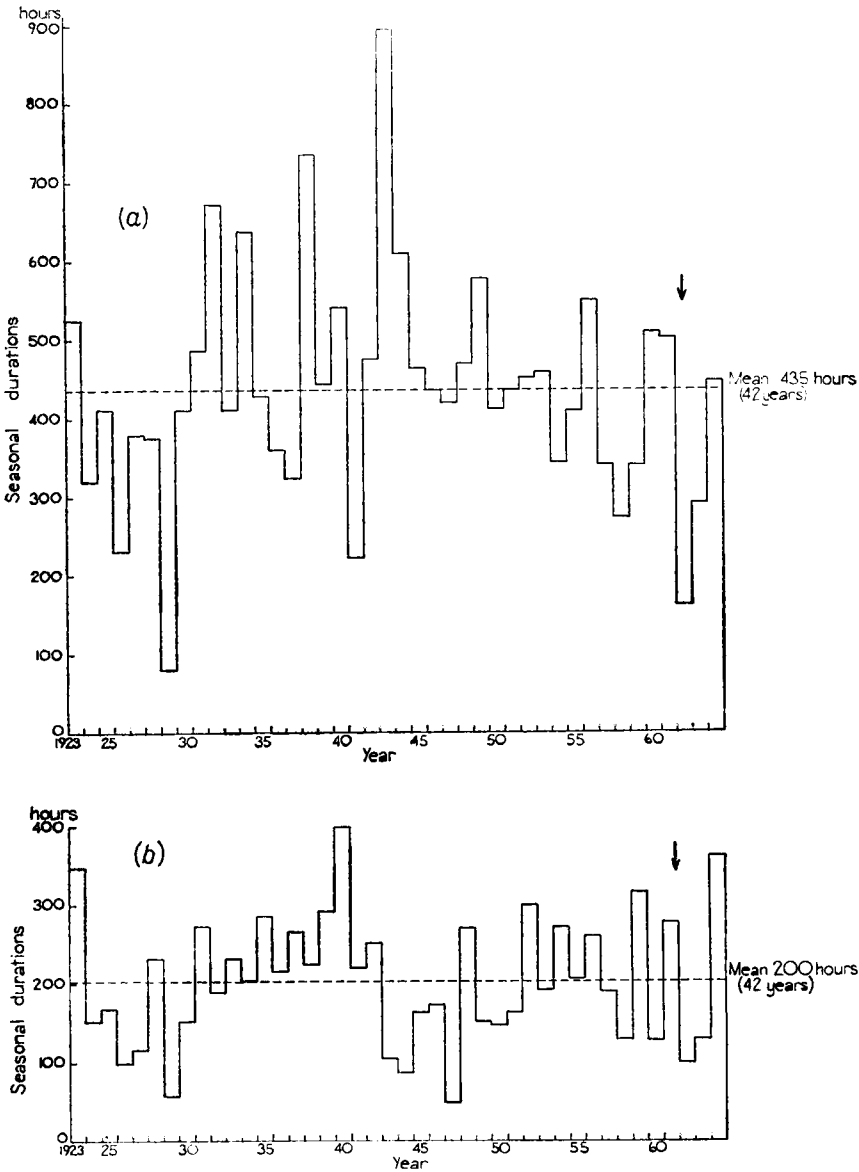 hours
900
800
700
600
500
400
300
200
100
0
Seasonal durations
(a)
Mean 435 hours
(42 years)
1923 25 30 35 40 45 50 55 60
Year
hours
400
300
200
100
0
Seasonal durations
(b)
Mean 200 hours
(42 years)
1923 25 30 35 40 45 50 55 60
Year